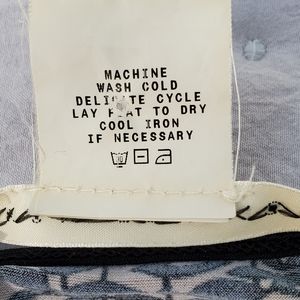 MACHINE
WASH COLD
DELICATE CYCLE
LAY FLAT TO DRY
COOL IRON
IF NECESSARY